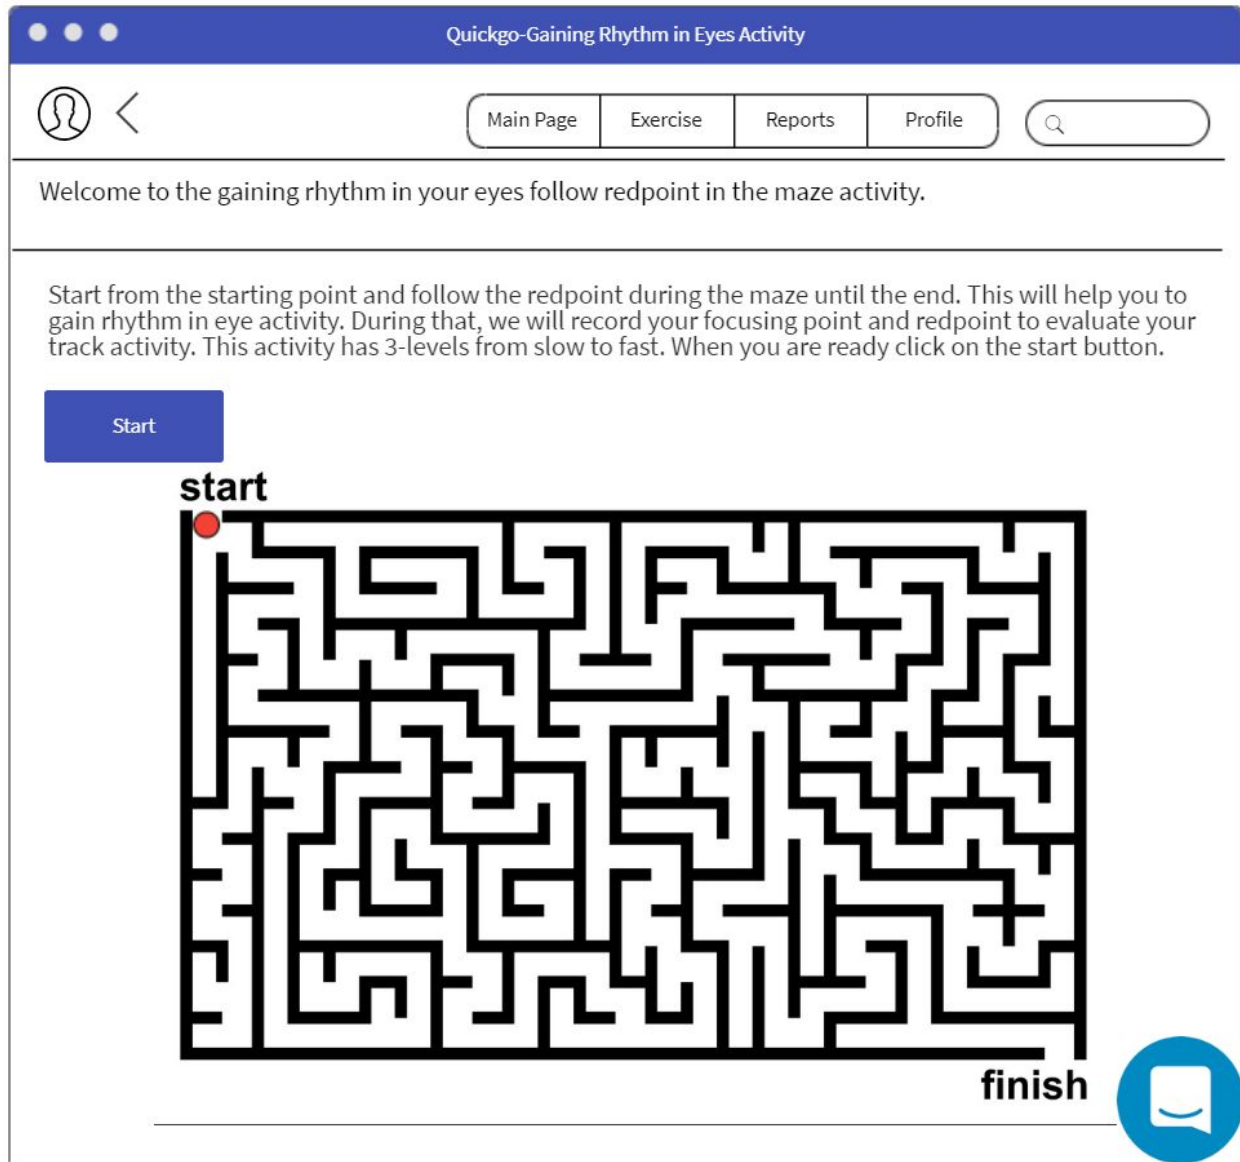 Quickgo-Gaining Rhythm in Eyes Activity
Main Page
Exercise
Reports
Profile
Welcome to the gaining rhythm in your eyes follow redpoint in the maze activity.
Start from the starting point and follow the redpoint during the maze until the end. This will help you to
gain rhythm in eye activity. During that, we will record your focusing point and redpoint to evaluate your
track activity. This activity has 3-levels from slow to fast. When you are ready click on the start button.
Start
start
finish